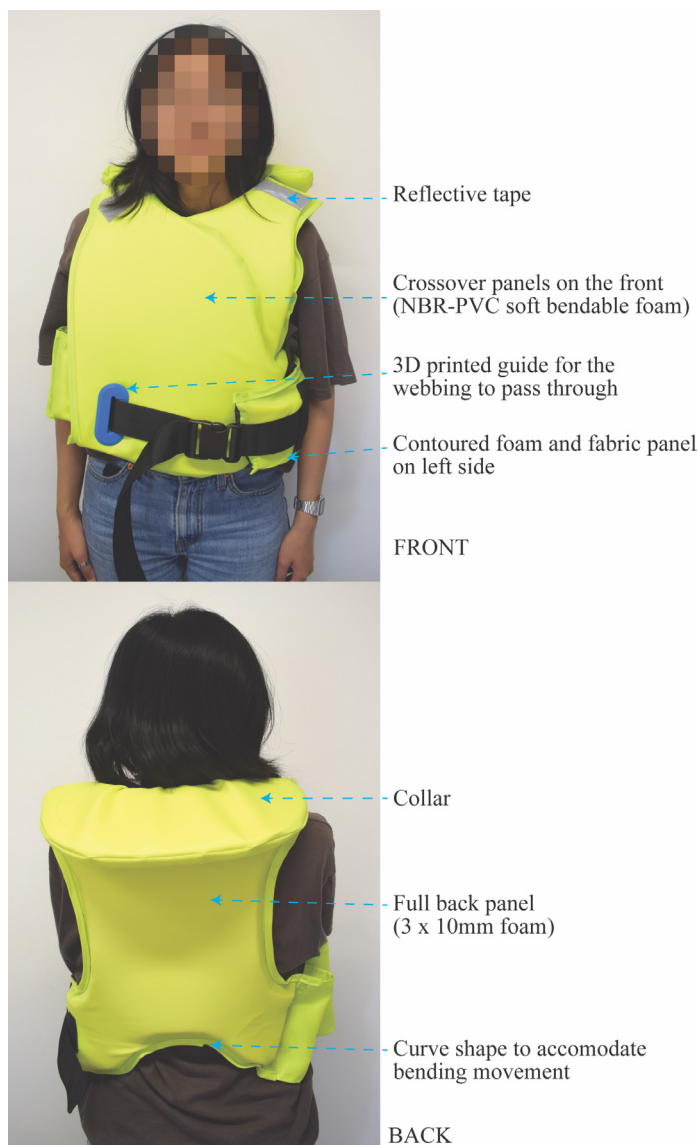 Reflective tape
Crossover panels on the front
(NBR-PVC soft bendable foam)
3D printed guide for the
webbing to pass through
Contoured foam and fabric panel
on left side
FRONT
Collar
Full back panel
(3 x 10mm foam)
Curve shape to accomodate
bending movement
BACK